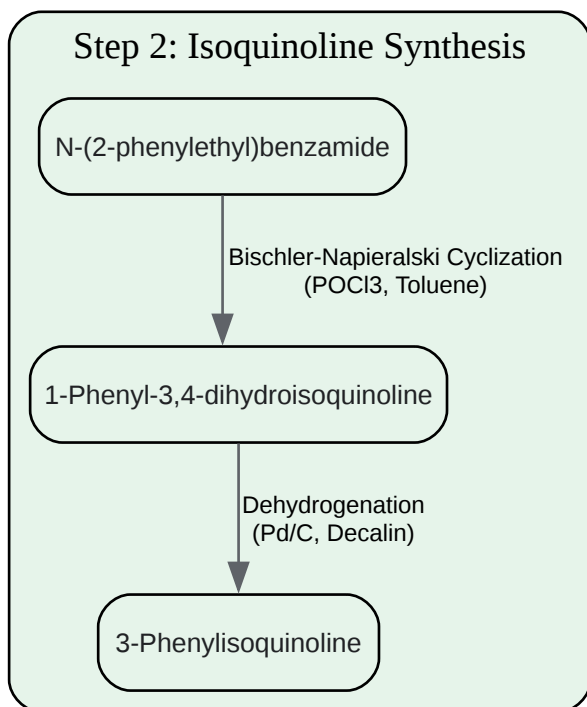 Step 2: Isoquinoline Synthesis
N-(2-phenylethyl)benzamide
Bischler-Napieralski Cyclization
(POCl3, Toluene)
1-Phenyl-3,4-dihydroisoquinoline
Dehydrogenation
(Pd/C, Decalin)
3-Phenylisoquinoline